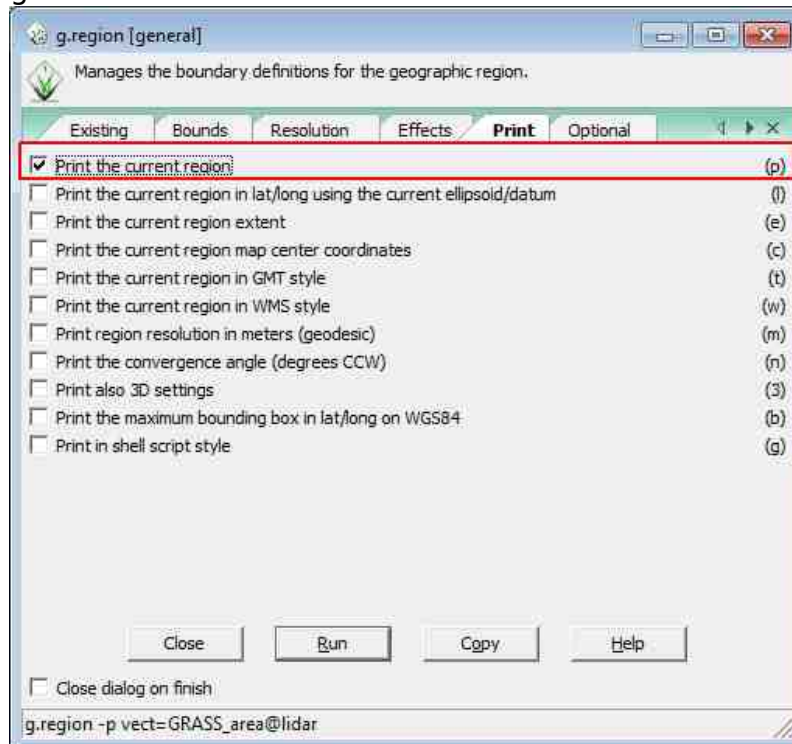 g.region [general]
Manages the boundary definitions for the geographic region.
Existing Bounds Resolution Effects Print Optional
Print the current region (p)
Print the current region in lat/long using the current ellipsoid/datum (l)
Print the current region extent (e)
Print the current region map center coordinates (c)
Print the current region in GMT style (t)
Print the current region in WMS style (w)
Print region resolution in meters (geodesic) (m)
Print the convergence angle (degrees CCW) (n)
Print also 3D settings (3)
Print the maximum bounding box in lat/long on WGS84 (b)
Print in shell script style (g)
Close Run Copy Help
Close dialog on finish
g.region -p vect=GRASS_area@lidar